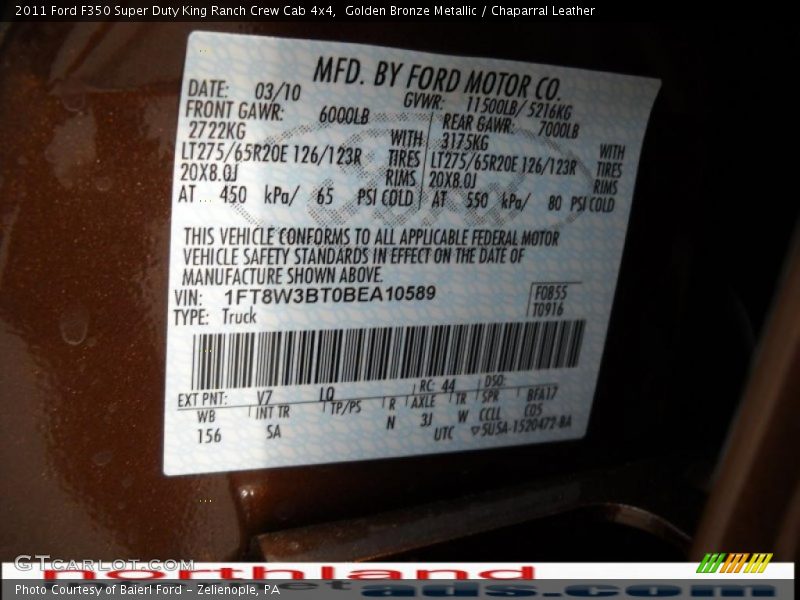 2011 Ford F350 Super Duty King Ranch Crew Cab 4x4,  Golden Bronze Metallic / Chaparral Leather
MFD. BY FORD MOTOR CO.
DATE: 03/10 GVWR: 11500LB/ 5216KG
FRONT GAWR: 6000LB REAR GAWR: 7000LB
2722KG WITH 3175KG WITH
LT275/65R20E 126/123R TIRES LT275/65R20E 126/123R TIRES
20X8.0J RIMS 20X8.0J RIMS
AT 450 kPa/ 65 PSI COLD AT 550 kPa/ 80 PSI COLD
THIS VEHICLE CONFORMS TO ALL APPLICABLE FEDERAL MOTOR
VEHICLE SAFETY STANDARDS IN EFFECT ON THE DATE OF
MANUFACTURE SHOWN ABOVE.
VIN: 1FT8W3BT0BEA10589 F0855
TYPE: Truck T0916
EXT PNT: V7 LQ RC: 44 DSO:
WB INT TR TP/PS R AXLE TR SPR BFA17
156 SA N 3J W CCLL C05
UTC ▽5U5A-1520472-BA
GTCarLot.com
northland
ads.com
Photo Courtesy of Baierl Ford - Zelienople, PA